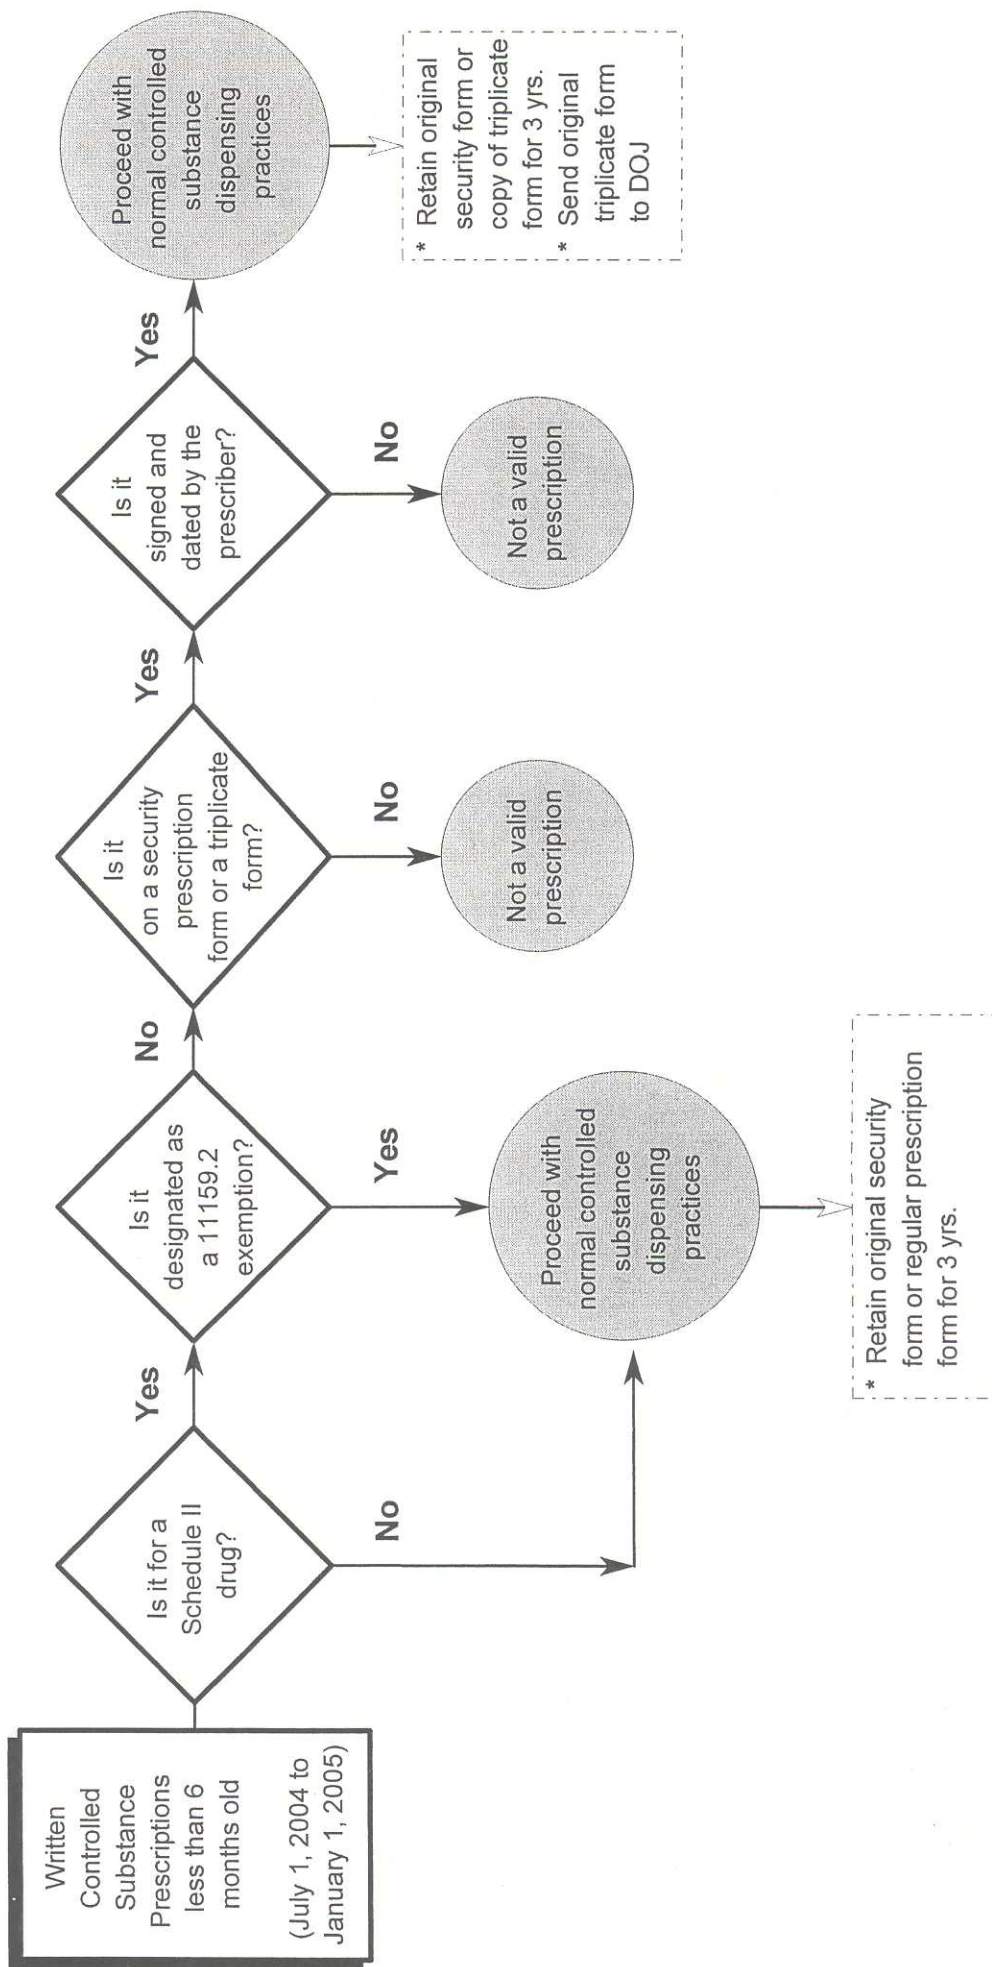 Written
Controlled
Substance
Prescriptions
less than 6
months old
(July 1, 2004 to
January 1, 2005)
Is it for a
Schedule II
drug?
Yes
No
Is it
designated as
a 11159.2
exemption?
No
Yes
Proceed with
normal controlled
substance
dispensing
practices
* Retain original security
form or regular prescription
form for 3 yrs.
Is it
on a security
prescription
form or a triplicate
form?
Yes
No
Not a valid
prescription
Is it
signed and
dated by the
prescriber?
Yes
No
Not a valid
prescription
Proceed with
normal controlled
substance
dispensing
practices
* Retain original
security form or
copy of triplicate
form for 3 yrs.
* Send original
triplicate form
to DOJ